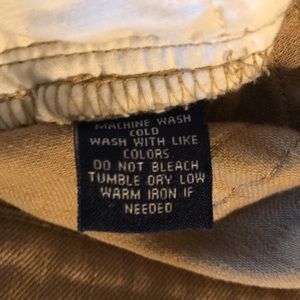 MACHINE WASH
COLD
WASH WITH LIKE
COLORS
DO NOT BLEACH
TUMBLE DRY LOW
WARM IRON IF
NEEDED